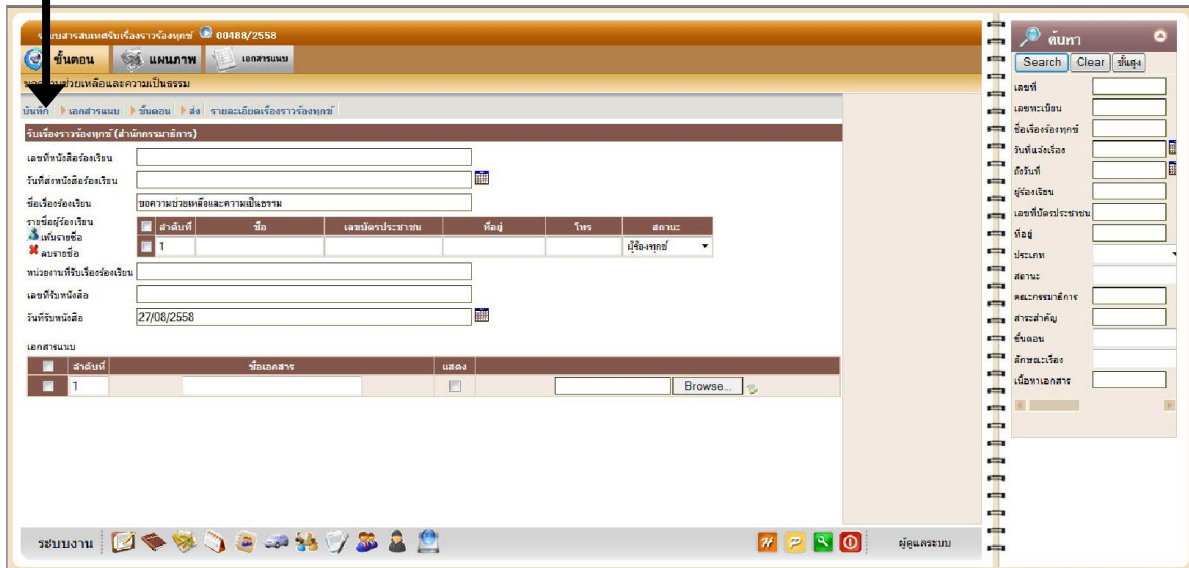 ระบบสารสนเทศรับเรื่องราวร้องทุกข์ 00488/2558
ขั้นตอน แผนภาพ เอกสารแนบ
ขอความช่วยเหลือและความเป็นธรรม
บันทึก เอกสารแนบ ขั้นตอน ส่ง รายละเอียดเรื่องราวร้องทุกข์
รับเรื่องราวร้องทุกข์ (สำนักกรรมาธิการ)
เลขที่หนังสือร้องเรียน
วันที่ส่งหนังสือร้องเรียน
ชื่อเรื่องร้องเรียน ขอความช่วยเหลือและความเป็นธรรม
รายชื่อผู้ร้องเรียน
เพิ่มรายชื่อ
ลบรายชื่อ
ลำดับที่ ชื่อ เลขบัตรประชาชน ที่อยู่ โทร สถานะ
1 ผู้ร้องทุกข์
หน่วยงานที่รับเรื่องร้องเรียน
เลขที่รับหนังสือ
วันที่รับหนังสือ 27/08/2558
เอกสารแนบ
ลำดับที่ ชื่อเอกสาร แสดง
1 Browse...
ระบบงาน ผู้ดูแลระบบ
ค้นหา
Search Clear ขั้นสูง
เลขที่
เลขทะเบียน
ชื่อเรื่องร้องทุกข์
วันที่แจ้งเรื่อง
ถึงวันที่
ผู้ร้องเรียน
เลขที่บัตรประชาชน
ที่อยู่
ประเภท
สถานะ
คณะกรรมาธิการ
สาระสำคัญ
ขั้นตอน
ลักษณะเรื่อง
เนื้อหาเอกสาร